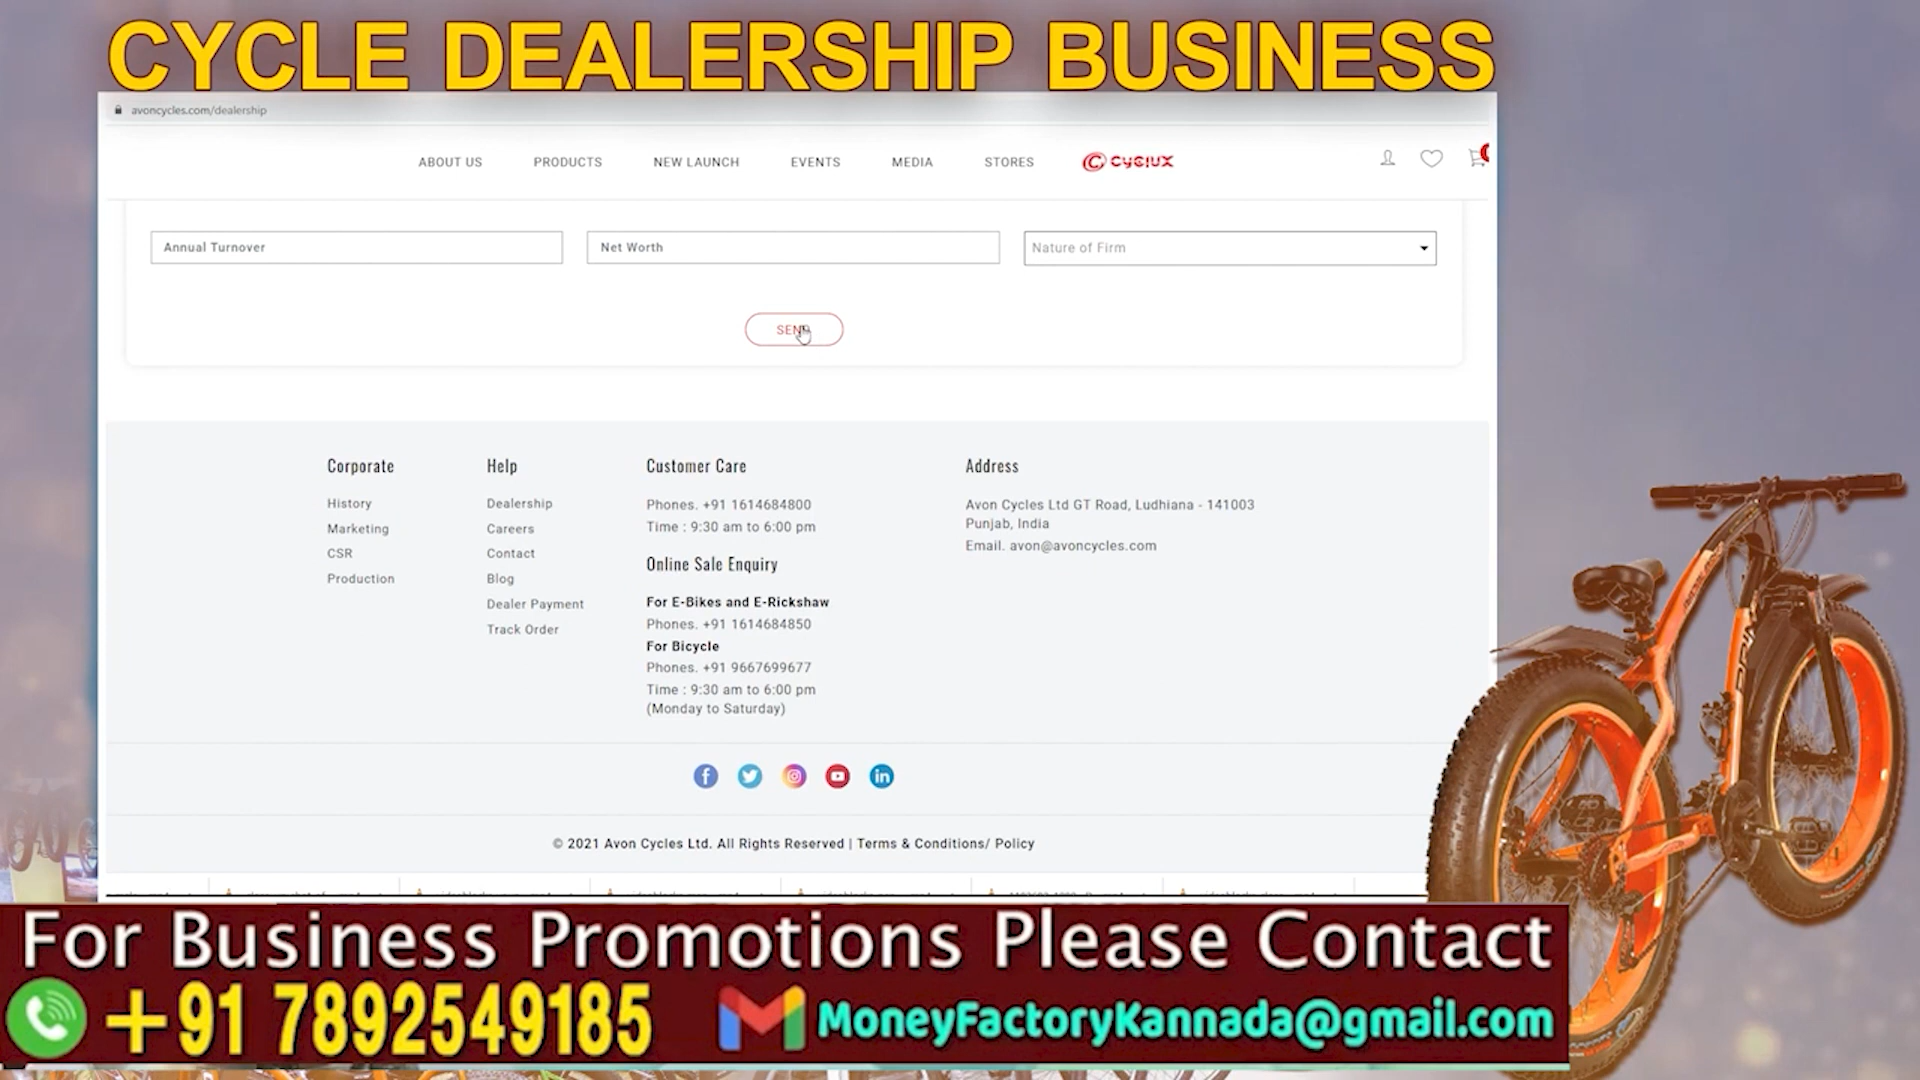 CYCLE DEALERSHIP BUSINESS
avoncycles.com/dealership
ABOUT US PRODUCTS NEW LAUNCH EVENTS MEDIA STORES cyclux
Annual Turnover Net Worth Nature of Firm
SEND
Corporate
History
Marketing
CSR
Production
Help
Dealership
Careers
Contact
Blog
Dealer Payment
Track Order
Customer Care
Phones. +91 1614684800
Time : 9:30 am to 6:00 pm
Online Sale Enquiry
For E-Bikes and E-Rickshaw
Phones. +91 1614684850
For Bicycle
Phones. +91 9667699677
Time : 9:30 am to 6:00 pm
(Monday to Saturday)
Address
Avon Cycles Ltd GT Road, Ludhiana - 141003
Punjab, India
Email. avon@avoncycles.com
© 2021 Avon Cycles Ltd. All Rights Reserved | Terms & Conditions/ Policy
For Business Promotions Please Contact
+91 7892549185 MoneyFactoryKannada@gmail.com